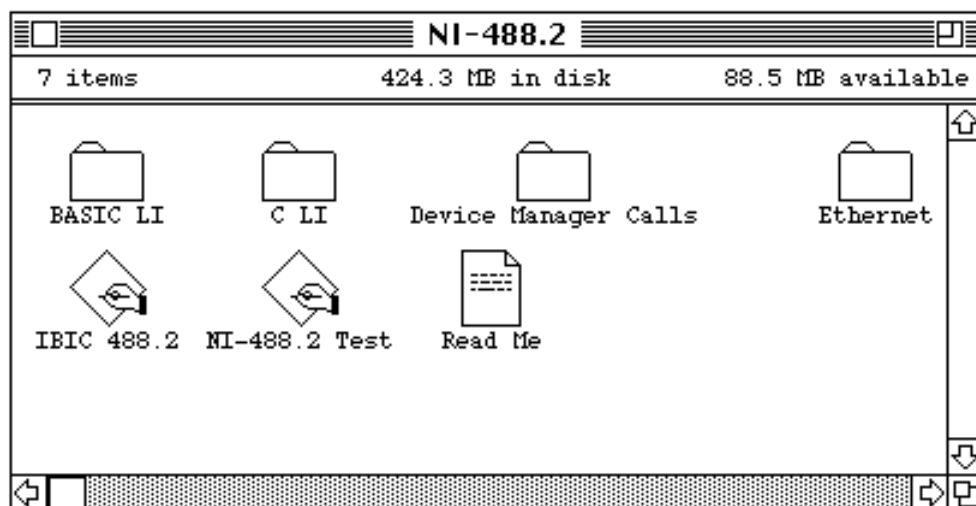 NI-488.2
7 items 424.3 MB in disk 88.5 MB available
BASIC LI C LI Device Manager Calls Ethernet
IBIC 488.2 NI-488.2 Test Read Me